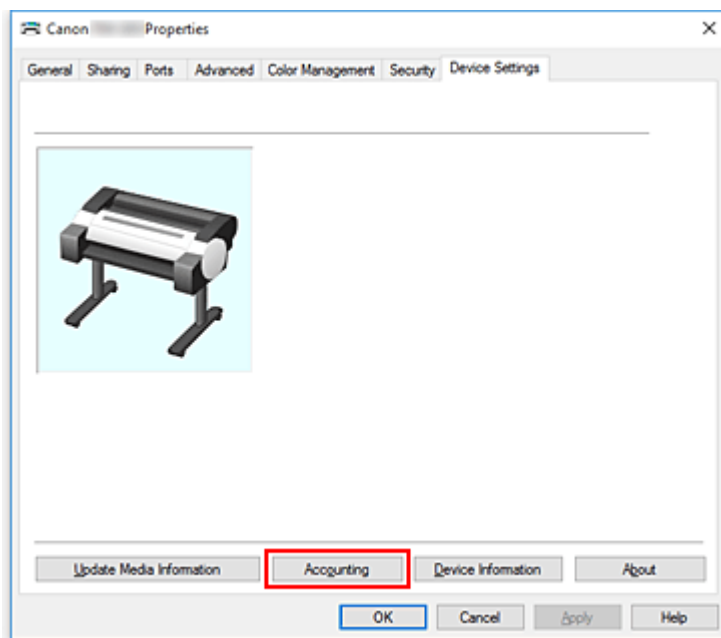 Canon Properties
General Sharing Ports Advanced Color Management Security Device Settings
Update Media Information Accounting Device Information About
OK Cancel Apply Help